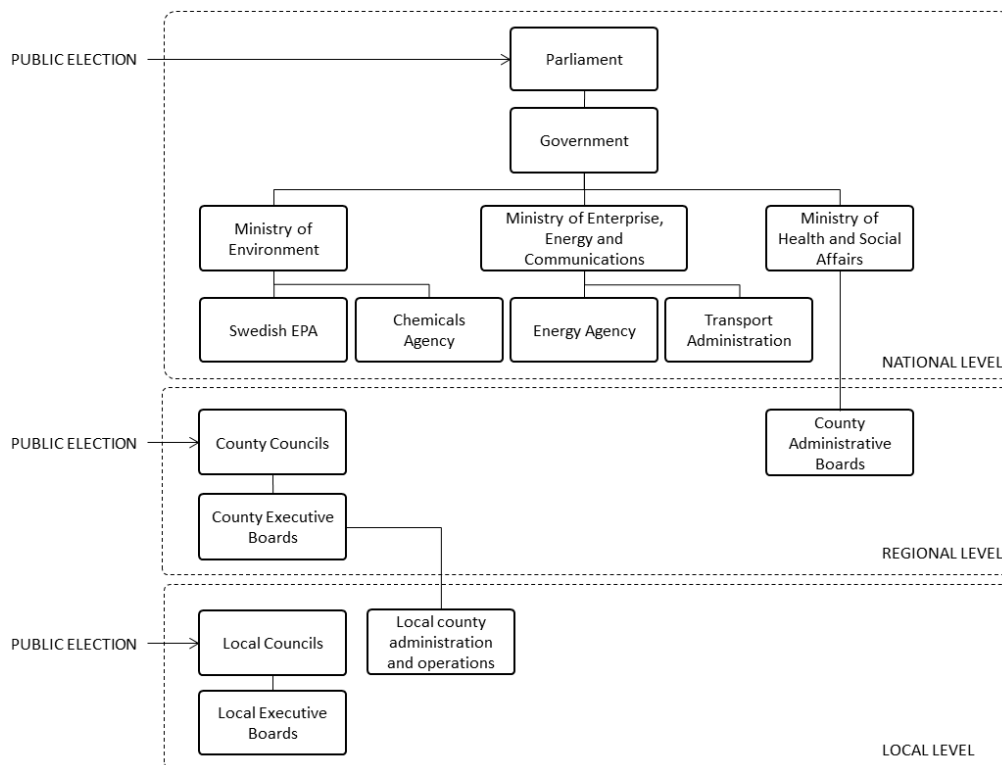 PUBLIC ELECTION
Parliament
Government
Ministry of
Environment
Ministry of Enterprise,
Energy and
Communications
Ministry of
Health and Social
Affairs
Swedish EPA
Chemicals
Agency
Energy Agency
Transport
Administration
NATIONAL LEVEL
PUBLIC ELECTION
County Councils
County
Administrative
Boards
County Executive
Boards
REGIONAL LEVEL
PUBLIC ELECTION
Local Councils
Local county
administration
and operations
Local Executive
Boards
LOCAL LEVEL